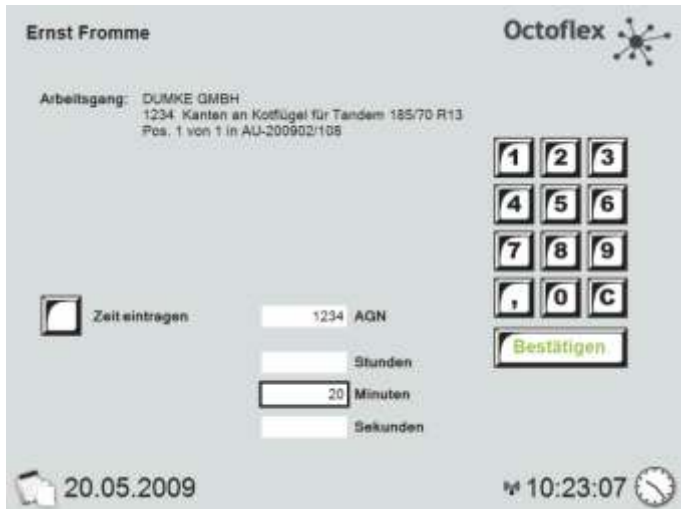 Ernst Fromme
Octoflex
Arbeitsgang: DUMKE GMBH
1234 Kanten an Kotflügel für Tandem 185/70 R13
Pos. 1 von 1 in AU-200902/108
1 2 3
4 5 6
7 8 9
, 0 C
Zeit eintragen
1234 AGN
Bestätigen
Stunden
20 Minuten
Sekunden
20.05.2009
10:23:07